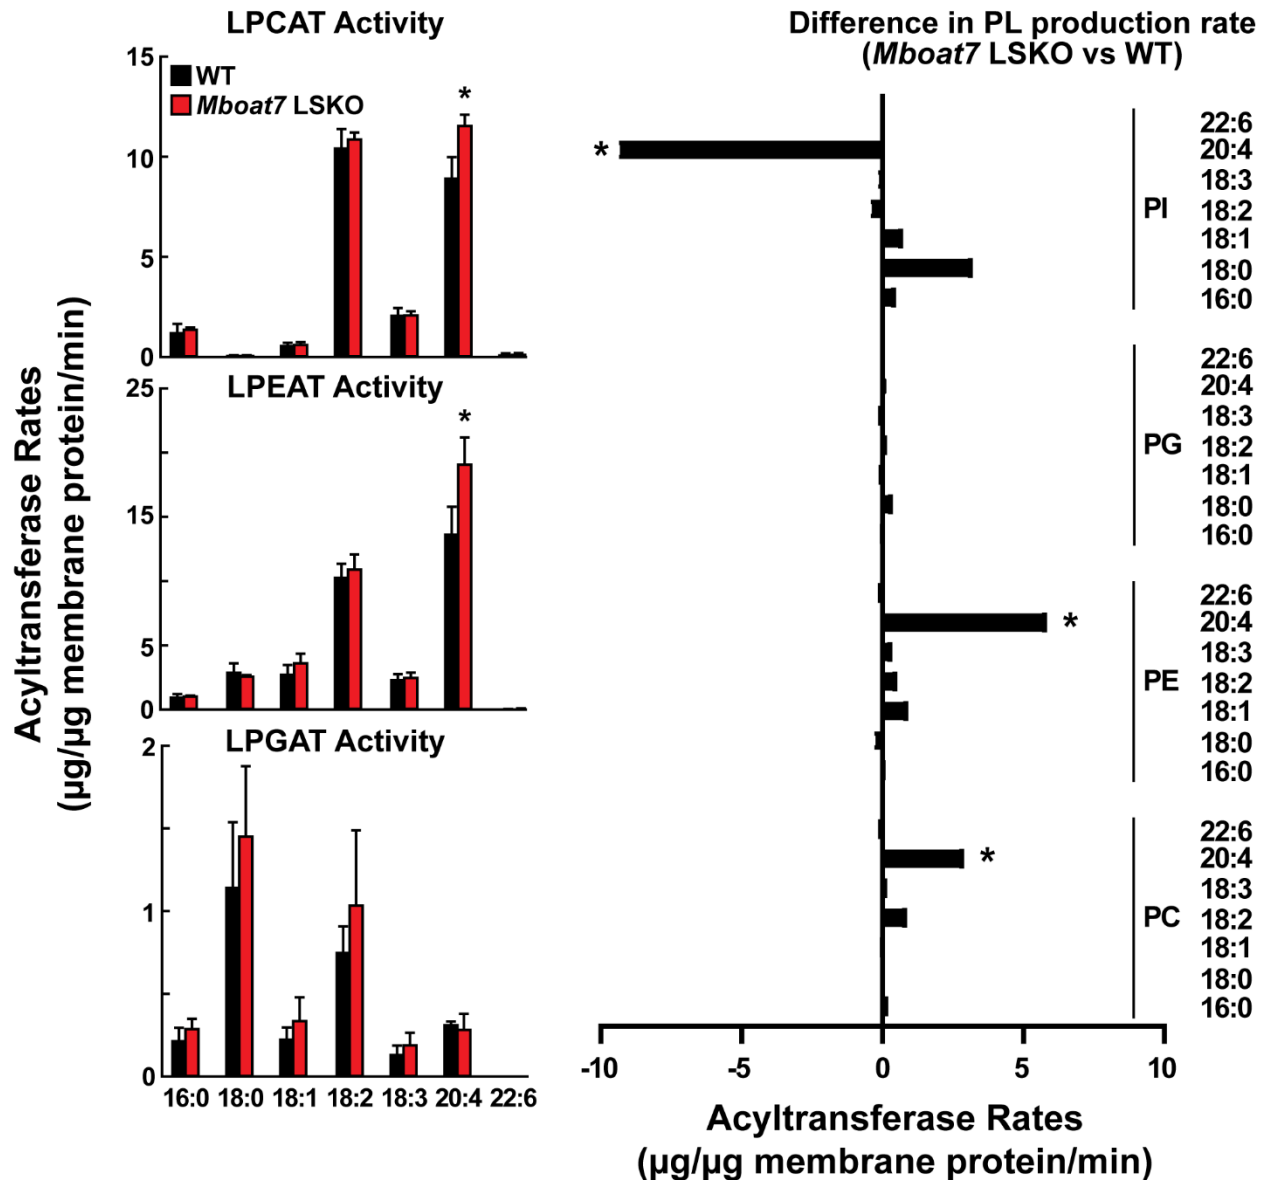 LPCAT Activity
15
10
5
0
WT
Mboat7 LSKO
*
LPEAT Activity
25
15
5
0
*
LPGAT Activity
2
1
0
16:0 18:0 18:1 18:2 18:3 20:4 22:6
Acyltransferase Rates
(µg/µg membrane protein/min)
Difference in PL production rate
(Mboat7 LSKO vs WT)
22:6
* 20:4
18:3
PI 18:2
18:1
18:0
16:0
22:6
20:4
18:3
PG 18:2
18:1
18:0
16:0
22:6
* 20:4
18:3
PE 18:2
18:1
18:0
16:0
22:6
* 20:4
18:3
PC 18:2
18:1
18:0
16:0
-10 -5 0 5 10
Acyltransferase Rates
(µg/µg membrane protein/min)